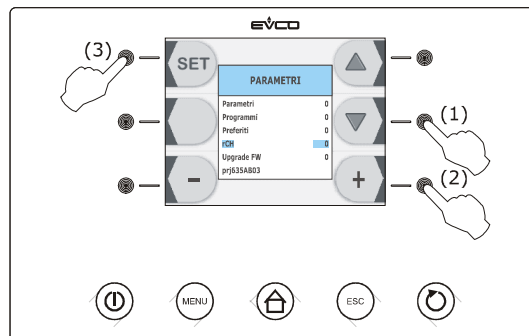 EVCO
(3)
SET
PARAMETRI
Parametri 0
Programmi 0
Preferiti 0
rCH 0
Upgrade FW 0
prj635AB03
(1)
(2)
-
+
MENU
ESC